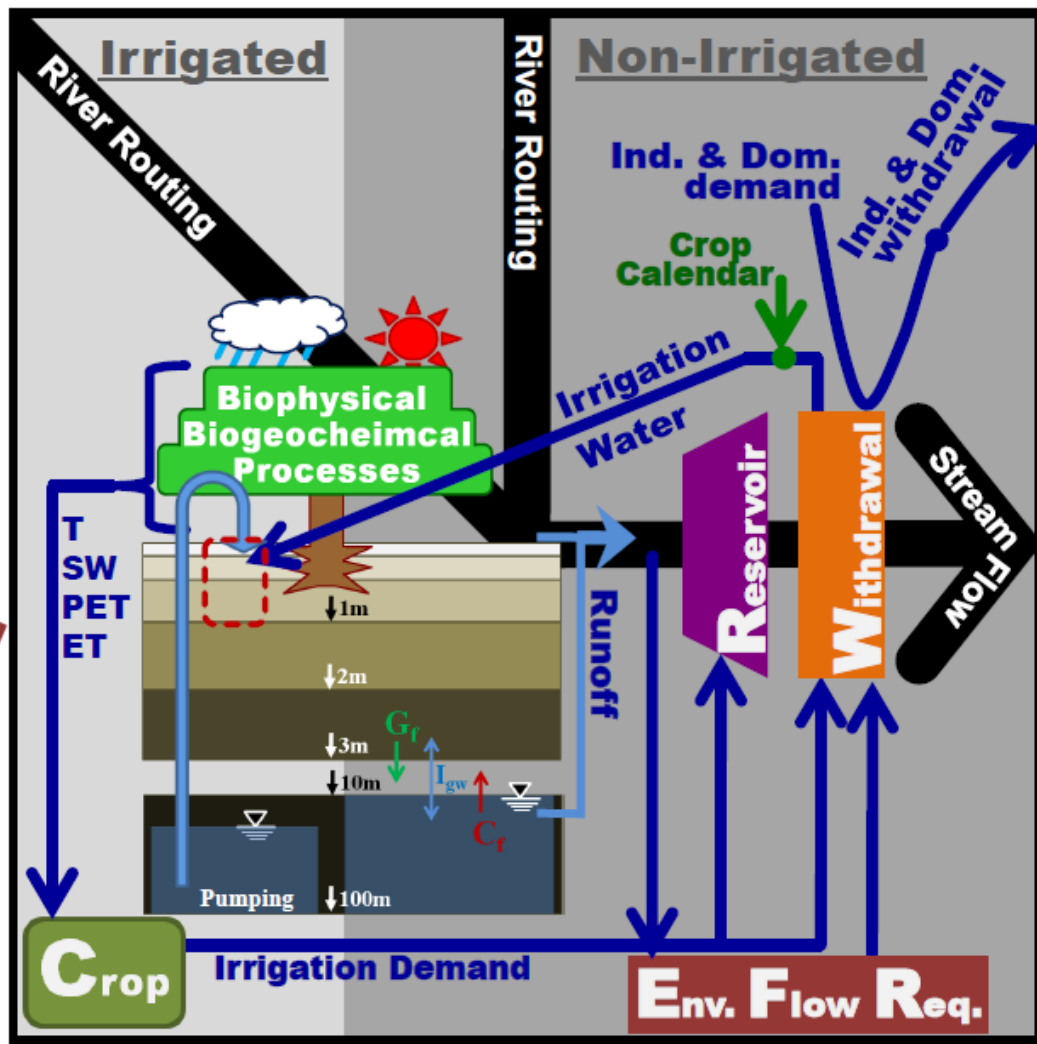 Irrigated
Non-Irrigated
River Routing
River Routing
Ind. & Dom.
demand
Ind. & Dom.
withdrawal
Crop
Calendar
Irrigation
Water
Biophysical
Biogeocheimcal
Processes
T
SW
PET
ET
1m
2m
3m
10m
100m
Gf
Igw
Cf
Pumping
Runoff
Reservoir
Withdrawal
Stream Flow
Crop
Irrigation Demand
Env. Flow Req.